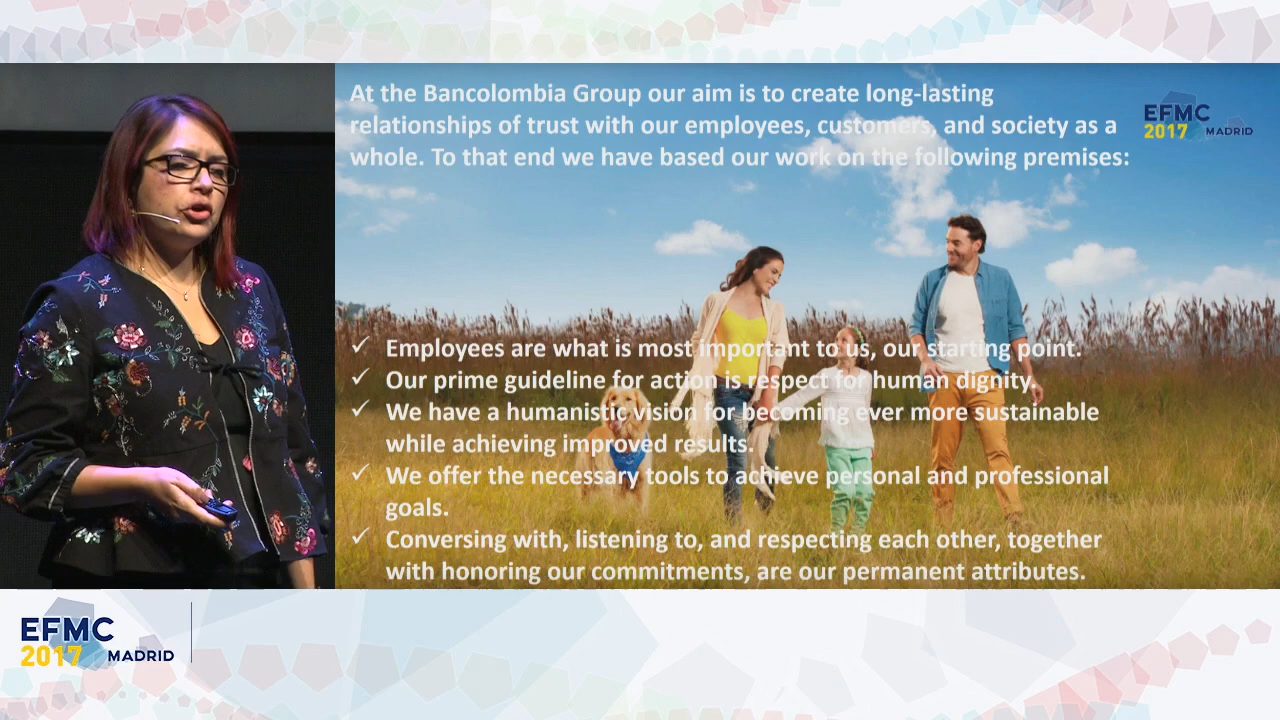 At the Bancolombia Group our aim is to create long-lasting
relationships of trust with our employees, customers, and society as a
whole. To that end we have based our work on the following premises:
EFMC
2017 MADRID
✓ Employees are what is most important to us, our starting point.
✓ Our prime guideline for action is respect for human dignity.
✓ We have a humanistic vision for becoming ever more sustainable
while achieving improved results.
✓ We offer the necessary tools to achieve personal and professional
goals.
✓ Conversing with, listening to, and respecting each other, together
with honoring our commitments, are our permanent attributes.
EFMC
2017 MADRID